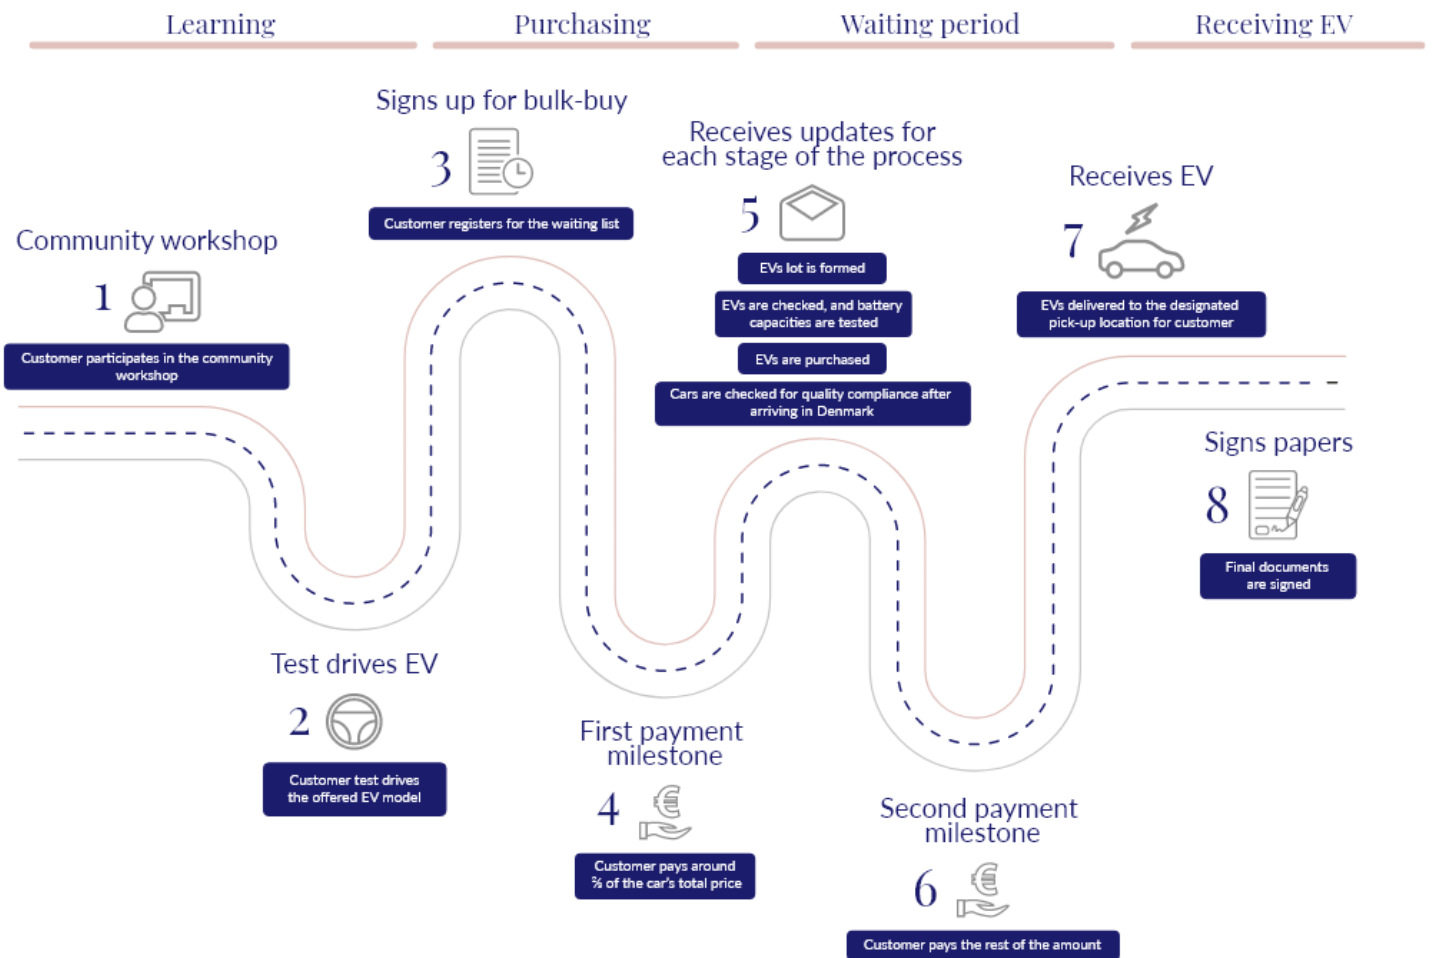 Learning
Purchasing
Waiting period
Receiving EV
Community workshop
1
Customer participates in the community
workshop
Test drives EV
2
Customer test drives
the offered EV model
Signs up for bulk-buy
3
Customer registers for the waiting list
First payment
milestone
4
€
Customer pays around
of the car's total price
Receives updates for
each stage of the process
5
EVs lot is formed
EVs are checked, and battery
capacities are tested
EVs are purchased
Cars are checked for quality compliance after
arriving in Denmark
Second payment
milestone
6
€
Customer pays the rest of the amount
Receives EV
7
EVs delivered to the designated
pick-up location for customer
Signs papers
8
Final documents
are signed